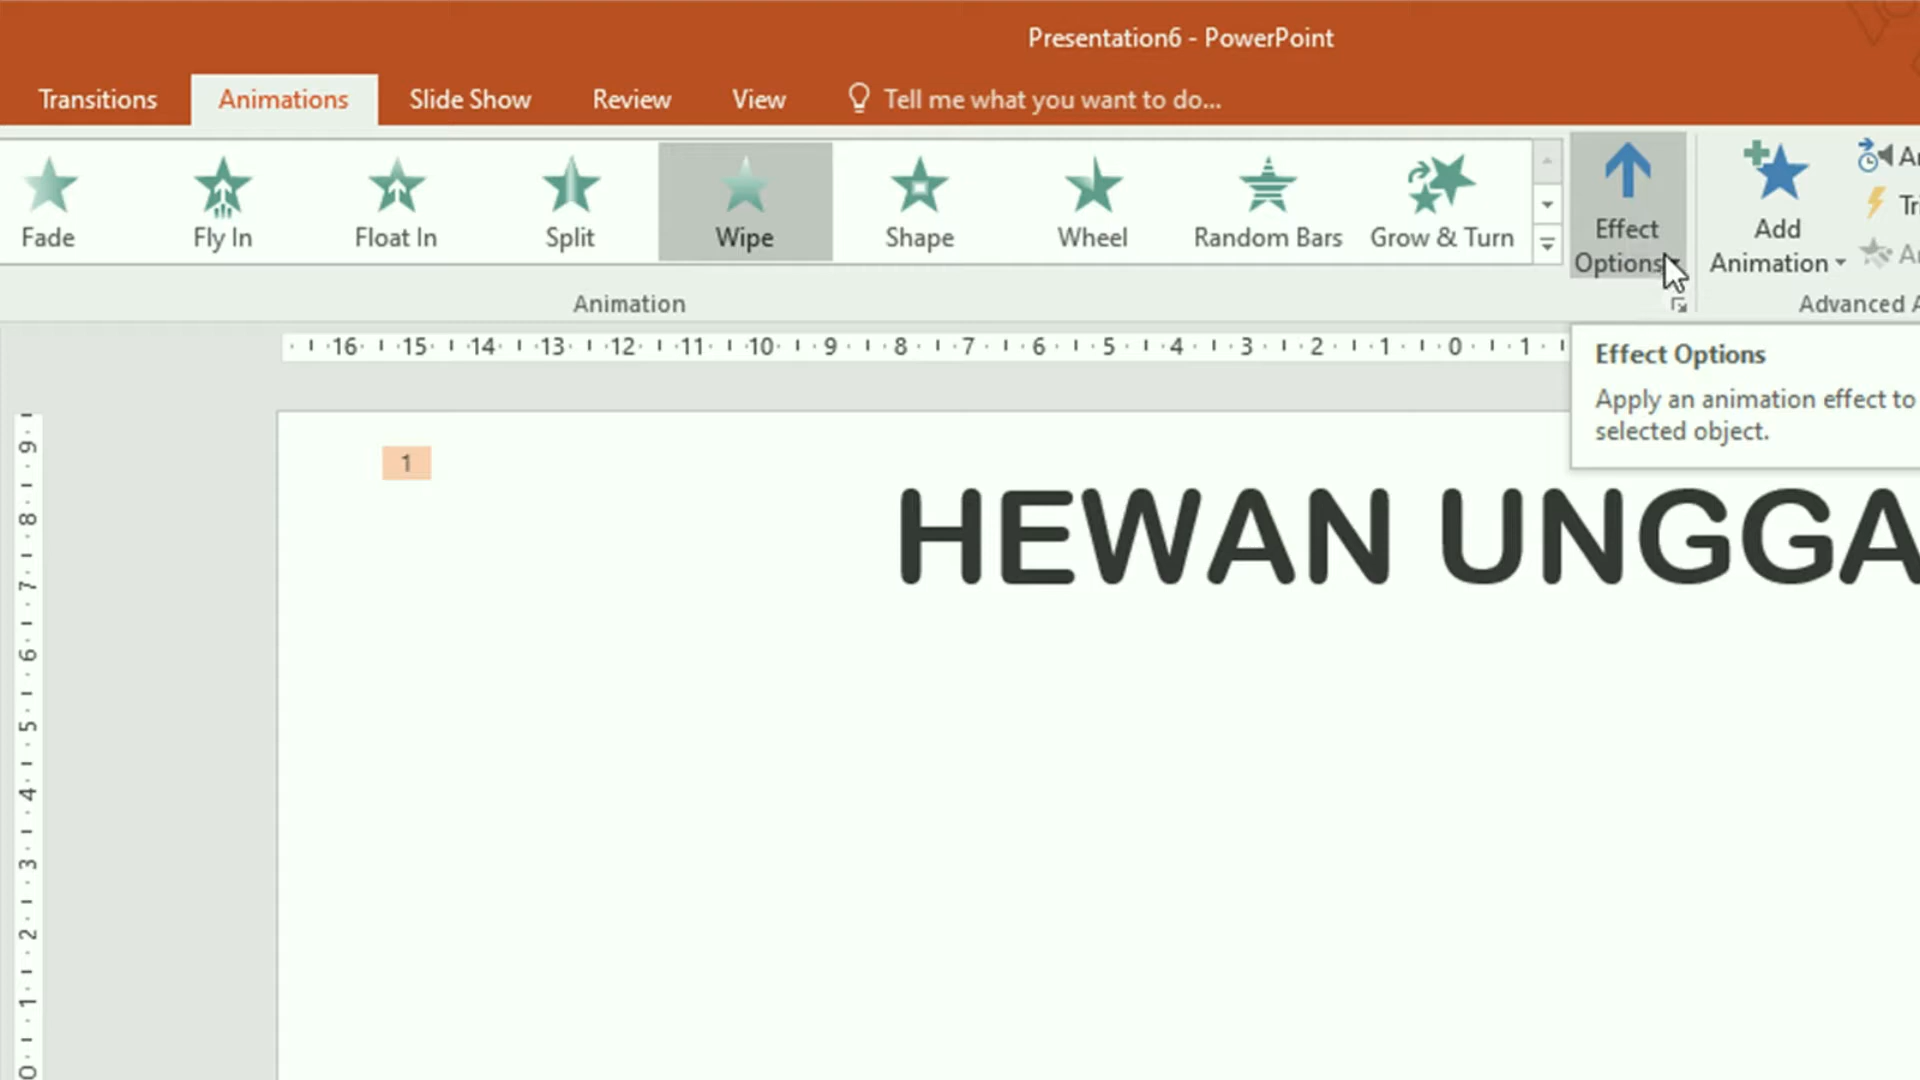 Presentation6 - PowerPoint
Transitions Animations Slide Show Review View Tell me what you want to do...
Fade Fly In Float In Split Wipe Shape Wheel Random Bars Grow & Turn
Effect Options
Add Animation
Animation
Advanced
16 15 14 13 12 11 10 9 8 7 6 5 4 3 2 1 0 1
Effect Options
Apply an animation effect to
selected object.
1
HEWAN UNGGA
9
8
7
6
5
4
3
2
1
0